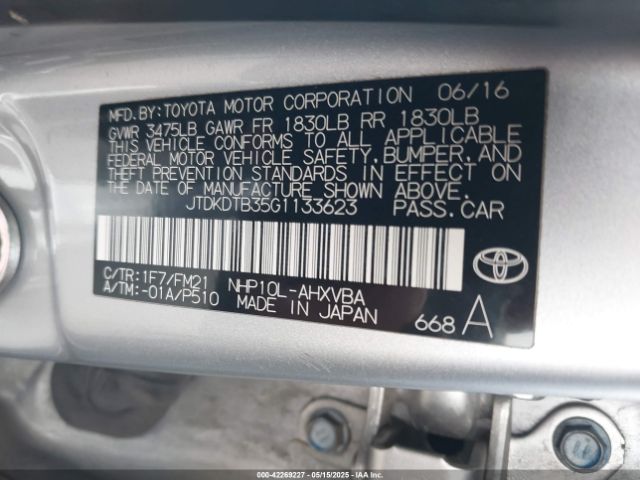 MFD.BY:TOYOTA MOTOR CORPORATION 06/16
GVWR 3475LB GAWR FR 1830LB RR 1830LB
THIS VEHICLE CONFORMS TO ALL APPLICABLE
FEDERAL MOTOR VEHICLE SAFETY,BUMPER,AND
THEFT PREVENTION STANDARDS IN EFFECT ON
THE DATE OF MANUFACTURE SHOWN ABOVE.
JTDKDTB35G1133623 PASS.CAR
C/TR:1F7/FM21 NHP10L-AHXVBA
A/TM:-01A/P510 MADE IN JAPAN
668 A
000-42269227 - 05/15/2025 - IAAI.COM